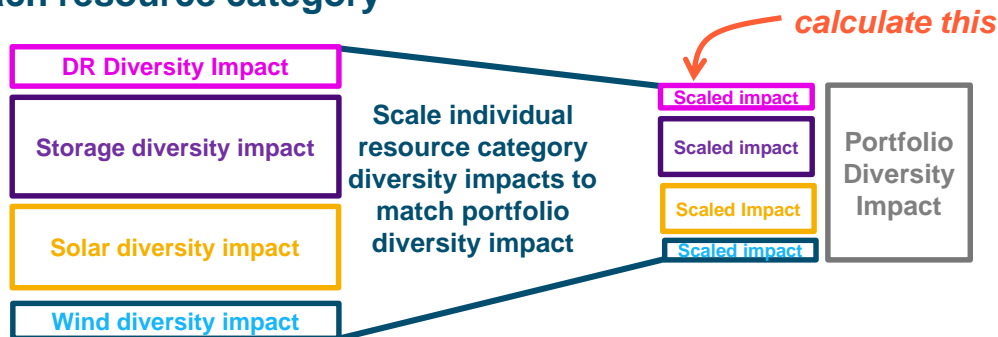 resource category
calculate this
DR Diversity Impact
Storage diversity impact
Solar diversity impact
Wind diversity impact
Scale individual
resource category
diversity impacts to
match portfolio
diversity impact
Scaled impact
Scaled impact
Scaled Impact
Scaled impact
Portfolio
Diversity
Impact